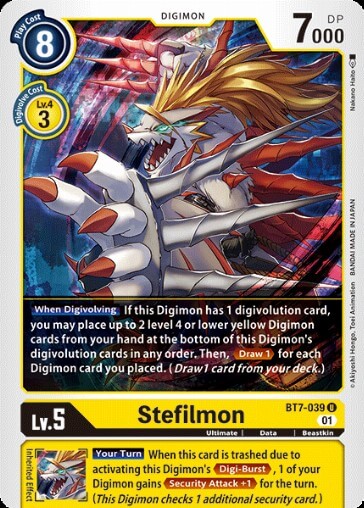 Play Cost
8
DIGIMON
7000
DP
Digivolve Cost
Lv.4
3
Nakano Haito
©Akiyoshi Hongo, Toei Animation BANDAI MADE IN JAPAN
When Digivolving If this Digimon has 1 digivolution card,
you may place up to 2 level 4 or lower yellow Digimon
cards from your hand at the bottom of this Digimon's
digivolution cards in any order. Then, Draw 1 for each
Digimon card you placed. (Draw 1 card from your deck.)
BT7-039 U
Lv.5
Stefilmon
01
Ultimate | Data | Beastkin
Inherited Effect
Your Turn When this card is trashed due to
activating this Digimon's Digi-Burst, 1 of your
Digimon gains Security Attack +1 for the turn.
(This Digimon checks 1 additional security card.)